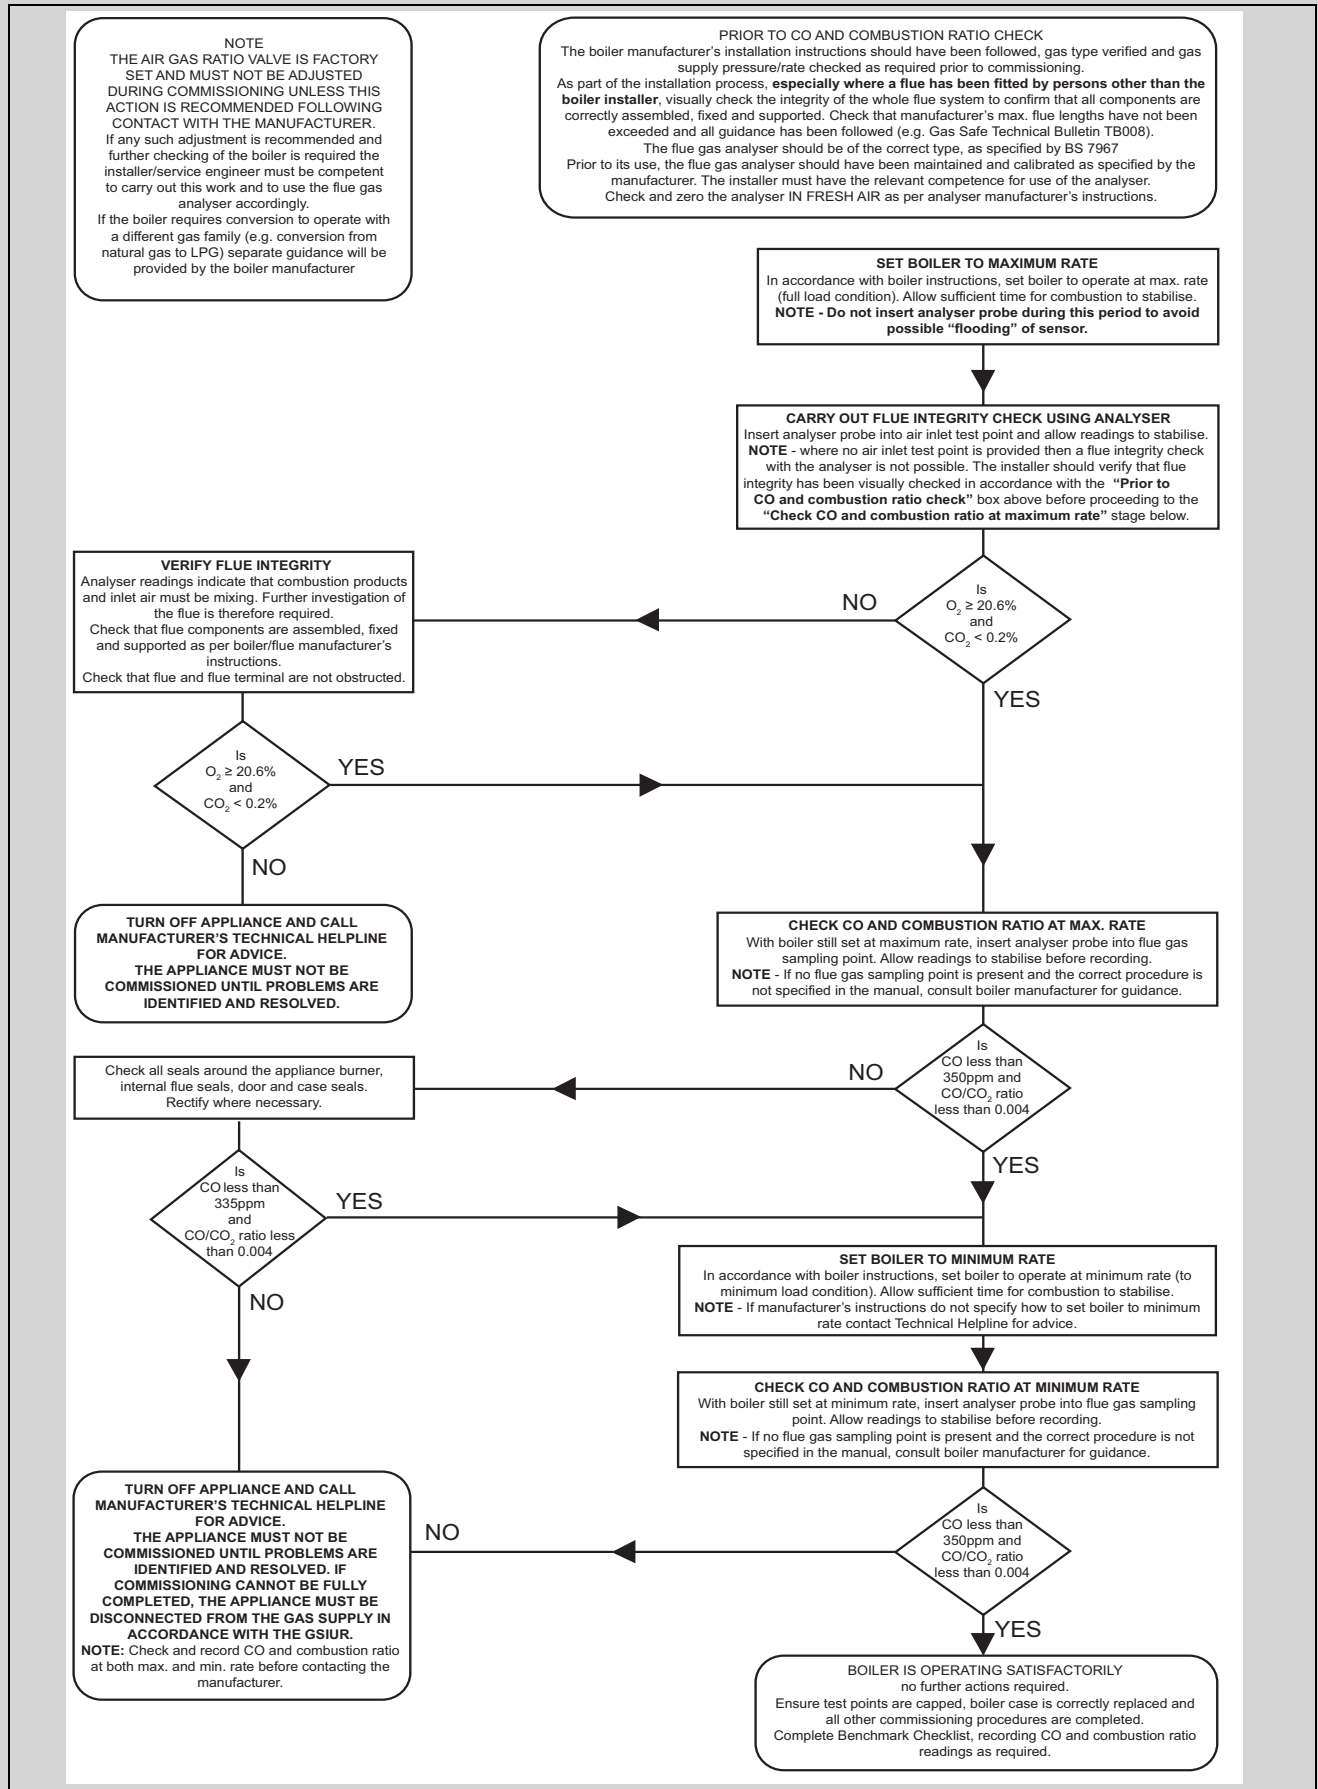 NOTE
THE AIR GAS RATIO VALVE IS FACTORY
SET AND MUST NOT BE ADJUSTED
DURING COMMISSIONING UNLESS THIS
ACTION IS RECOMMENDED FOLLOWING
CONTACT WITH THE MANUFACTURER.
If any such adjustment is recommended and
further checking of the boiler is required the
installer/service engineer must be competent
to carry out this work and to use the flue gas
analyser accordingly.
If the boiler requires conversion to operate with
a different gas family (e.g. conversion from
natural gas to LPG) separate guidance will be
provided by the boiler manufacturer
PRIOR TO CO AND COMBUSTION RATIO CHECK
The boiler manufacturer's installation instructions should have been followed, gas type verified and gas
supply pressure/rate checked as required prior to commissioning.
As part of the installation process, especially where a flue has been fitted by persons other than the
boiler installer, visually check the integrity of the whole flue system to confirm that all components are
correctly assembled, fixed and supported. Check that manufacturer's max. flue lengths have not been
exceeded and all guidance has been followed (e.g. Gas Safe Technical Bulletin TB008).
The flue gas analyser should be of the correct type, as specified by BS 7967
Prior to its use, the flue gas analyser should have been maintained and calibrated as specified by the
manufacturer. The installer must have the relevant competence for use of the analyser.
Check and zero the analyser IN FRESH AIR as per analyser manufacturer's instructions.
SET BOILER TO MAXIMUM RATE
In accordance with boiler instructions, set boiler to operate at max. rate
(full load condition). Allow sufficient time for combustion to stabilise.
NOTE - Do not insert analyser probe during this period to avoid
possible “flooding” of sensor.
CARRY OUT FLUE INTEGRITY CHECK USING ANALYSER
Insert analyser probe into air inlet test point and allow readings to stabilise.
NOTE - where no air inlet test point is provided then a flue integrity check
with the analyser is not possible. The installer should verify that flue
integrity has been visually checked in accordance with the “Prior to
CO and combustion ratio check” box above before proceeding to the
“Check CO and combustion ratio at maximum rate” stage below.
Is
O₂ ≥ 20.6%
and
CO₂ < 0.2%
NO
YES
VERIFY FLUE INTEGRITY
Analyser readings indicate that combustion products
and inlet air must be mixing. Further investigation of
the flue is therefore required.
Check that flue components are assembled, fixed
and supported as per boiler/flue manufacturer's
instructions.
Check that flue and flue terminal are not obstructed.
Is
O₂ ≥ 20.6%
and
CO₂ < 0.2%
YES
NO
TURN OFF APPLIANCE AND CALL
MANUFACTURER'S TECHNICAL HELPLINE
FOR ADVICE.
THE APPLIANCE MUST NOT BE
COMMISSIONED UNTIL PROBLEMS ARE
IDENTIFIED AND RESOLVED.
CHECK CO AND COMBUSTION RATIO AT MAX. RATE
With boiler still set at maximum rate, insert analyser probe into flue gas
sampling point. Allow readings to stabilise before recording.
NOTE - If no flue gas sampling point is present and the correct procedure is
not specified in the manual, consult boiler manufacturer for guidance.
Is
CO less than
350ppm and
CO/CO₂ ratio
less than 0.004
NO
YES
Check all seals around the appliance burner,
internal flue seals, door and case seals.
Rectify where necessary.
Is
CO less than
335ppm
and
CO/CO₂ ratio less
than 0.004
YES
NO
SET BOILER TO MINIMUM RATE
In accordance with boiler instructions, set boiler to operate at minimum rate (to
minimum load condition). Allow sufficient time for combustion to stabilise.
NOTE - If manufacturer's instructions do not specify how to set boiler to minimum
rate contact Technical Helpline for advice.
CHECK CO AND COMBUSTION RATIO AT MINIMUM RATE
With boiler still set at minimum rate, insert analyser probe into flue gas sampling
point. Allow readings to stabilise before recording.
NOTE - If no flue gas sampling point is present and the correct procedure is not
specified in the manual, consult boiler manufacturer for guidance.
Is
CO less than
350ppm and
CO/CO₂ ratio
less than 0.004
NO
YES
TURN OFF APPLIANCE AND CALL
MANUFACTURER'S TECHNICAL HELPLINE
FOR ADVICE.
THE APPLIANCE MUST NOT BE
COMMISSIONED UNTIL PROBLEMS ARE
IDENTIFIED AND RESOLVED. IF
COMMISSIONING CANNOT BE FULLY
COMPLETED, THE APPLIANCE MUST BE
DISCONNECTED FROM THE GAS SUPPLY IN
ACCORDANCE WITH THE GSIUR.
NOTE: Check and record CO and combustion ratio
at both max. and min. rate before contacting the
manufacturer.
BOILER IS OPERATING SATISFACTORILY
no further actions required.
Ensure test points are capped, boiler case is correctly replaced and
all other commissioning procedures are completed.
Complete Benchmark Checklist, recording CO and combustion ratio
readings as required.